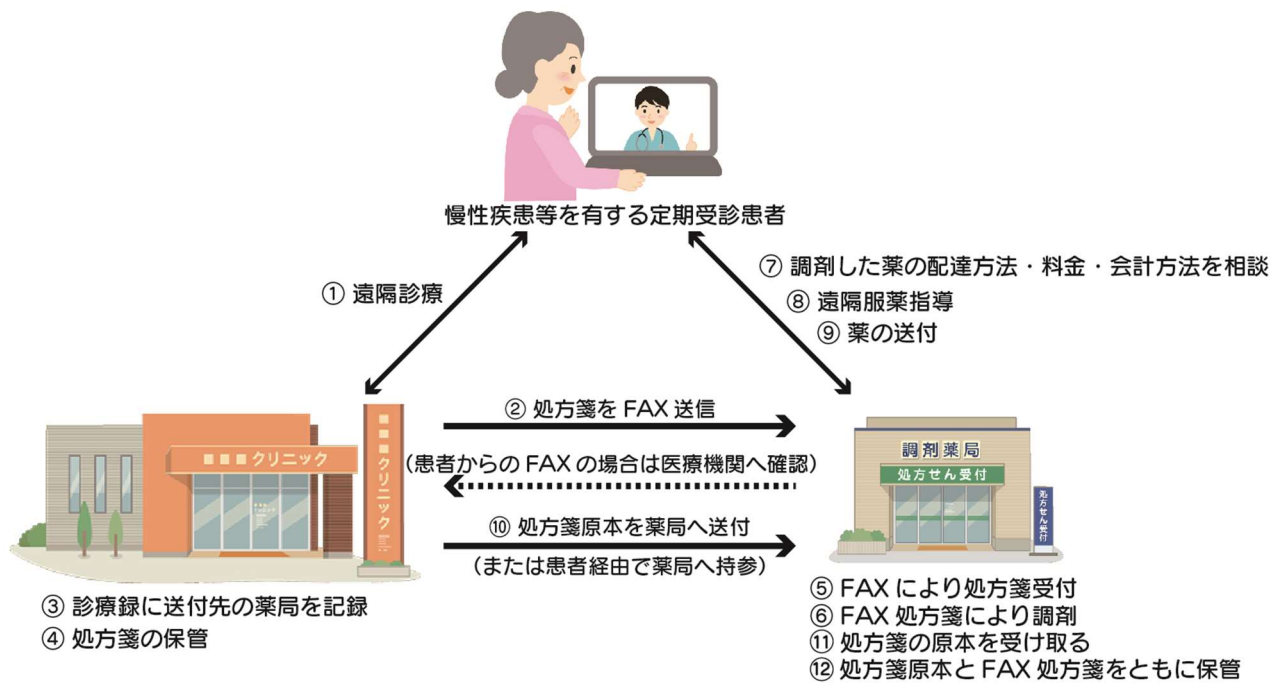 慢性疾患等を有する定期受診患者
① 遠隔診療
⑦ 調剤した薬の配達方法・料金・会計方法を相談
⑧ 遠隔服薬指導
⑨ 薬の送付
② 処方箋を FAX 送信
（患者からの FAX の場合は医療機関へ確認）
⑩ 処方箋原本を薬局へ送付
（または患者経由で薬局へ持参）
■■■クリニック
■■■クリニック
③ 診療録に送付先の薬局を記録
④ 処方箋の保管
調剤薬局
処方せん受付
処方せん受付
⑤ FAX により処方箋受付
⑥ FAX 処方箋により調剤
⑪ 処方箋の原本を受け取る
⑫ 処方箋原本と FAX 処方箋をともに保管